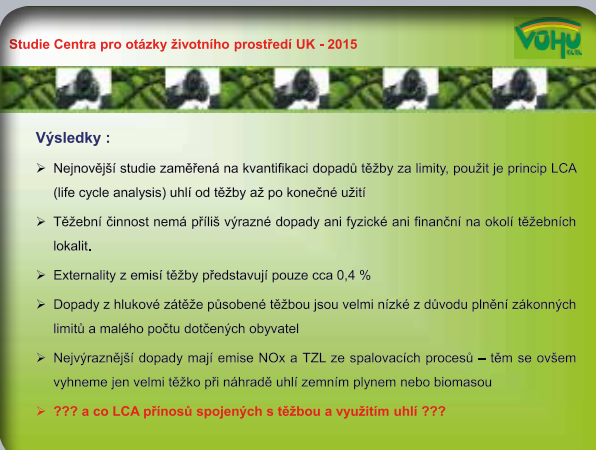 Studie Centra pro otázky životního prostředí UK - 2015
VÚHU
a.s.
Výsledky :
➢ Nejnovější studie zaměřená na kvantifikaci dopadů těžby za limity, použit je princip LCA
(life cycle analysis) uhlí od těžby až po konečné užití
➢ Těžební činnost nemá příliš výrazné dopady ani fyzické ani finanční na okolí těžebních
lokalit.
➢ Externality z emisí těžby představují pouze cca 0,4 %
➢ Dopady z hlukové zátěže působené těžbou jsou velmi nízké z důvodu plnění zákonných
limitů a malého počtu dotčených obyvatel
➢ Nejvýraznější dopady mají emise NOx a TZL ze spalovacích procesů – těm se ovšem
vyhneme jen velmi těžko při náhradě uhlí zemním plynem nebo biomasou
➢ ??? a co LCA přínosů spojených s těžbou a využitím uhlí ???